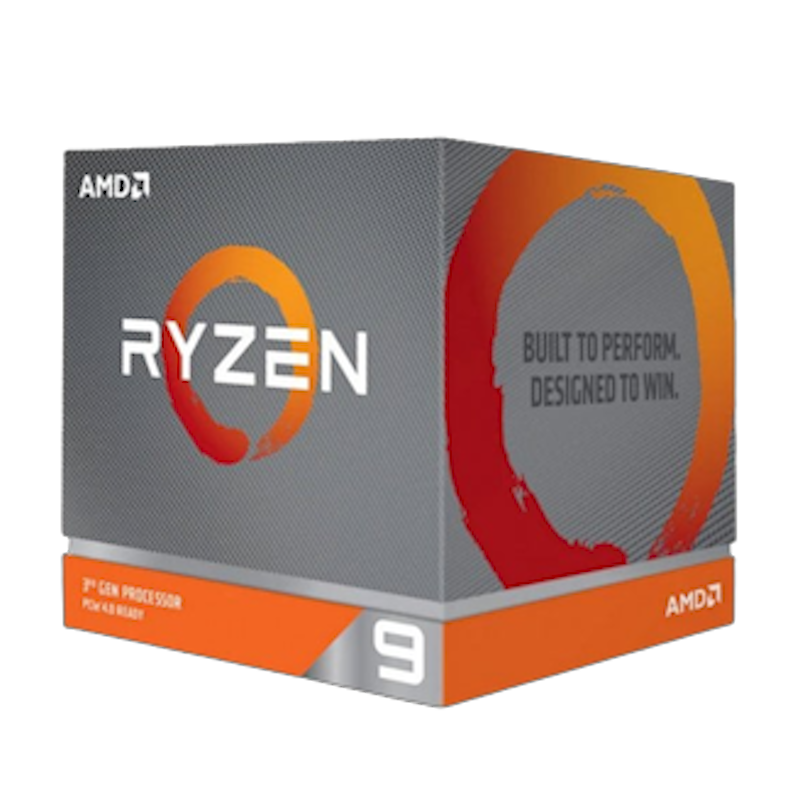 AMD
RYZEN
3rd GEN PROCESSOR
PCIe 4.0 READY
9
BUILT TO PERFORM.
DESIGNED TO WIN.
AMD